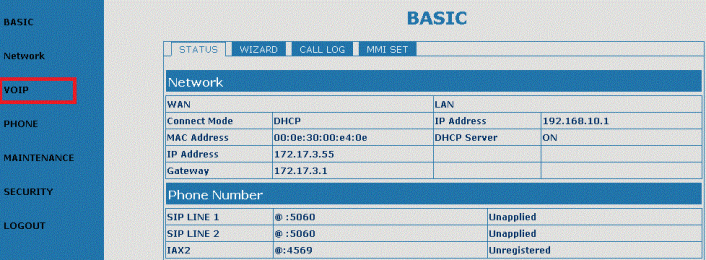 BASIC
Network
VOIP
PHONE
MAINTENANCE
SECURITY
LOGOUT
BASIC
STATUS WIZARD CALL LOG MMI SET
Network
WAN LAN
Connect Mode DHCP IP Address 192.168.10.1
MAC Address 00:0e:30:00:e4:0e DHCP Server ON
IP Address 172.17.3.55
Gateway 172.17.3.1
Phone Number
SIP LINE 1 @ :5060 Unapplied
SIP LINE 2 @ :5060 Unapplied
IAX2 @:4569 Unregistered